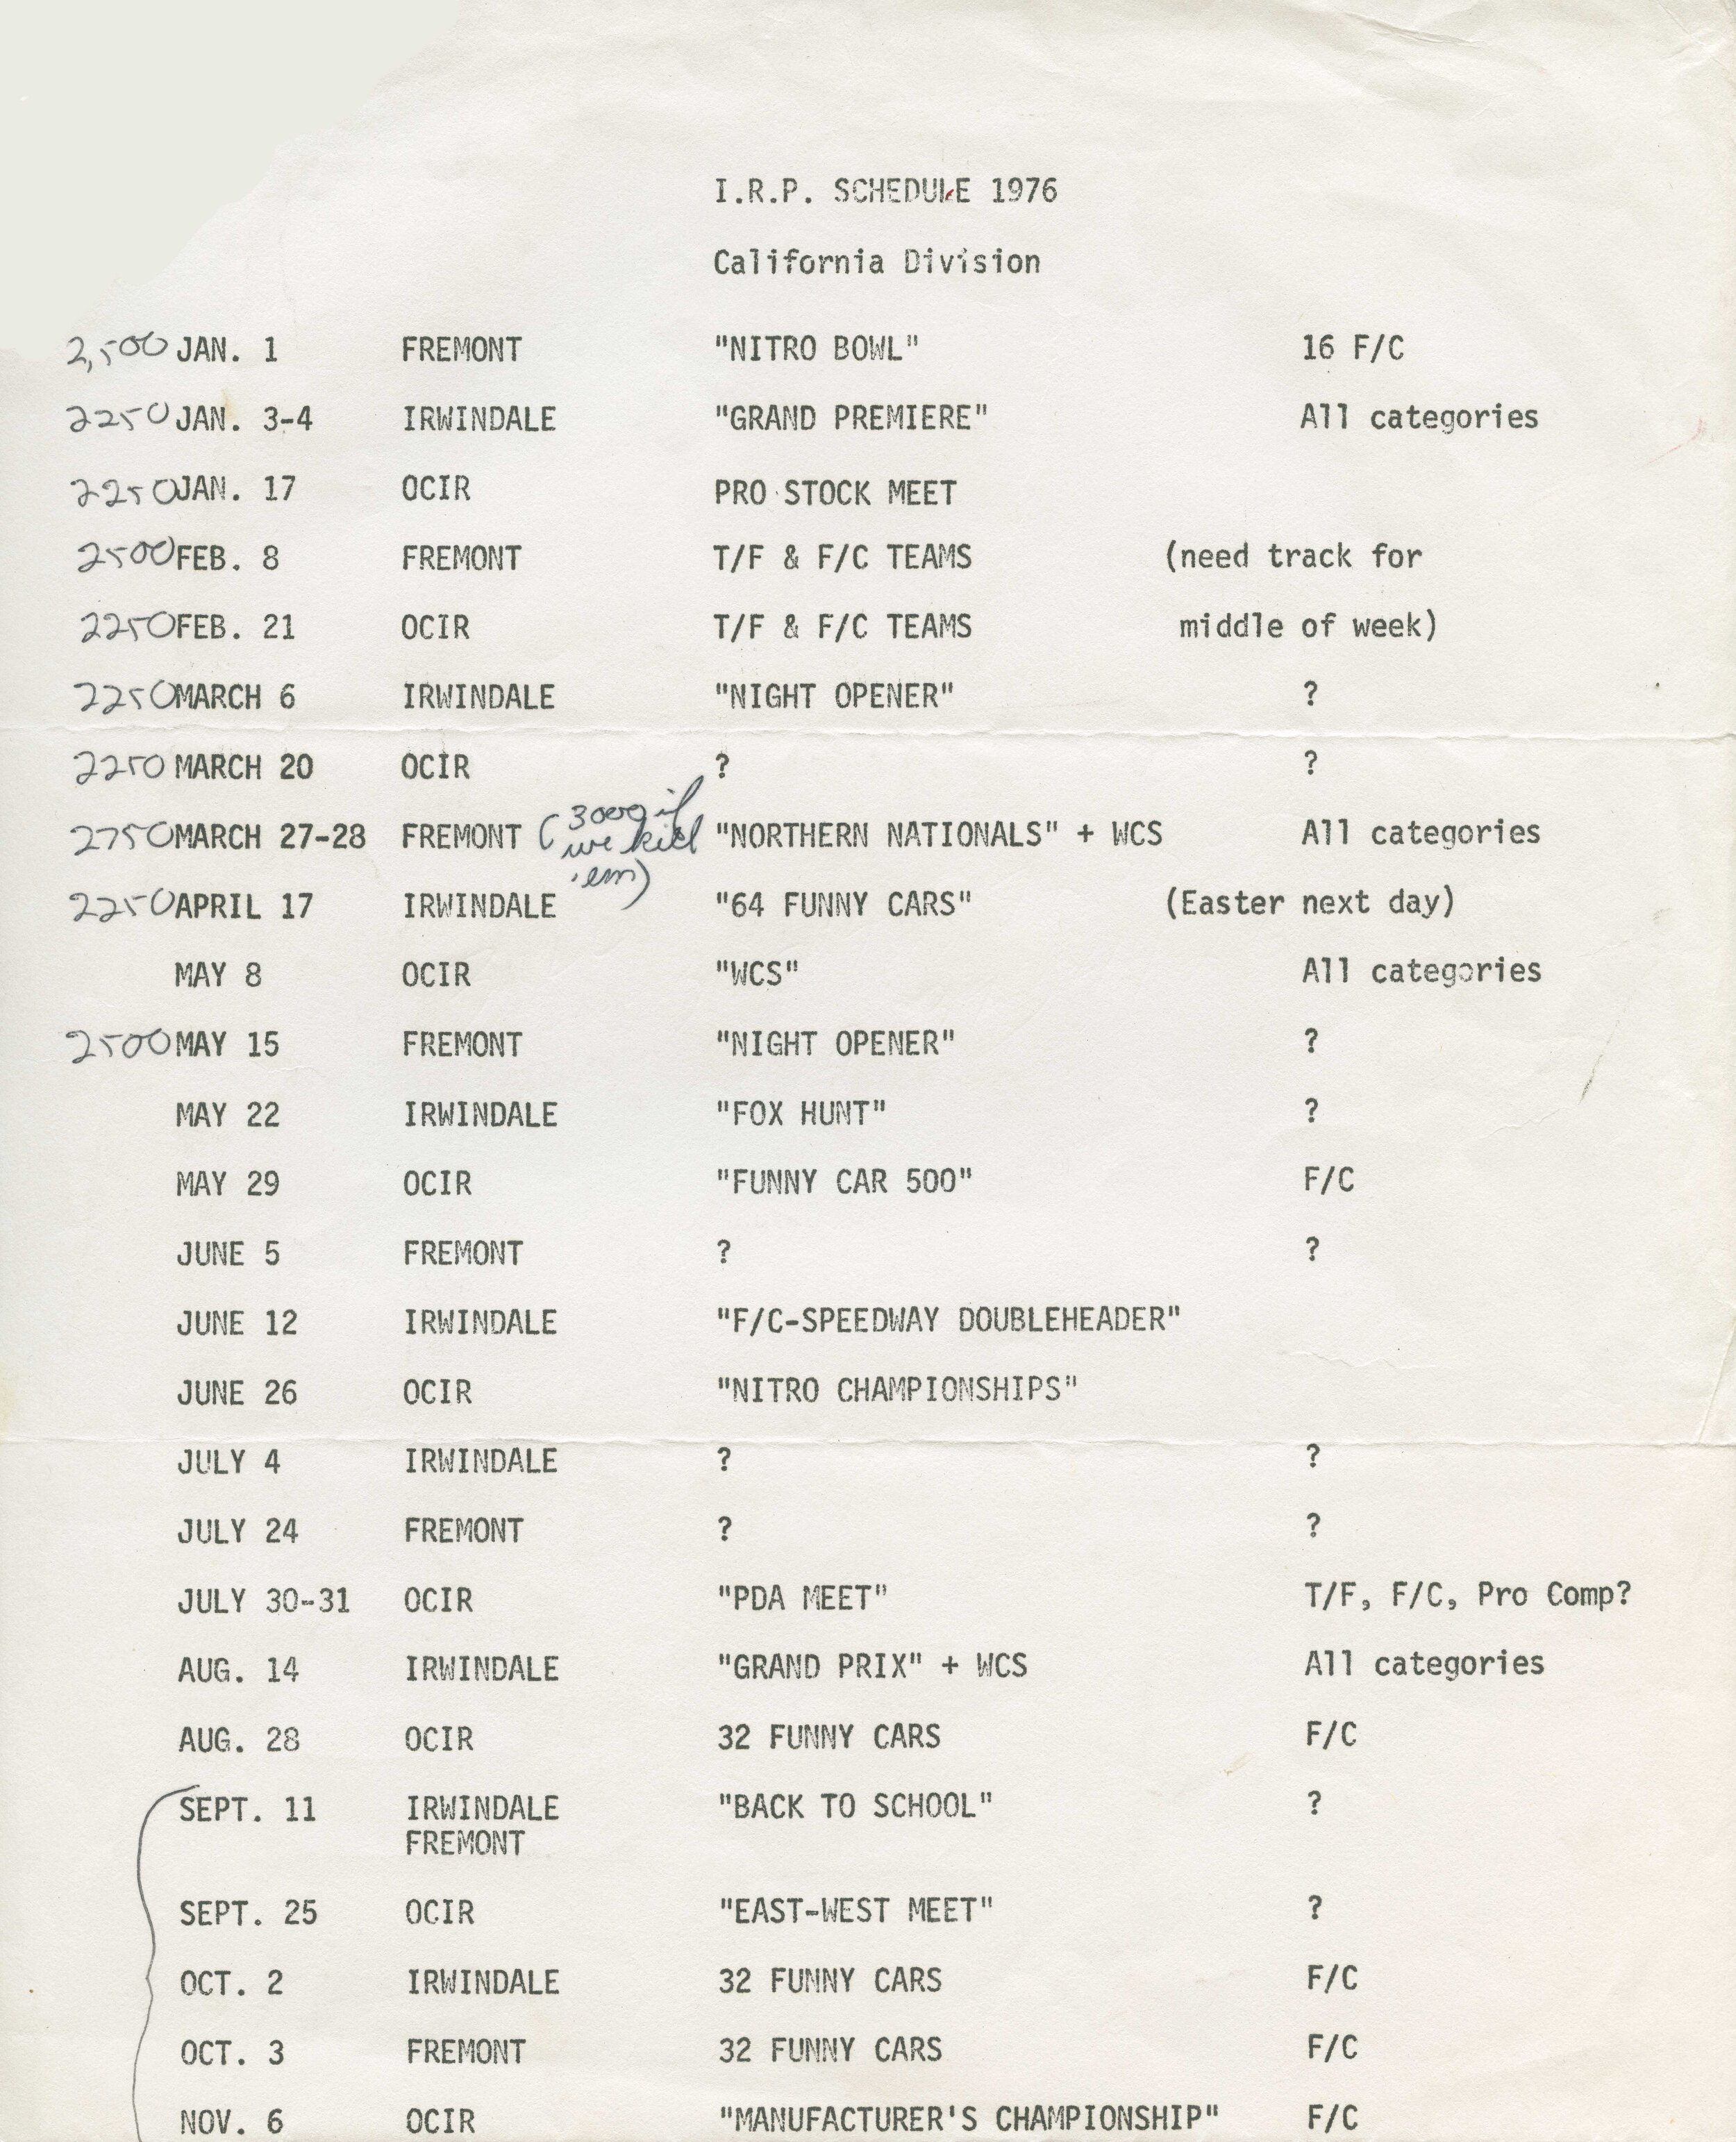 I.R.P. SCHEDULE 1976
California Division
2,500 JAN. 1 FREMONT "NITRO BOWL" 16 F/C
2250 JAN. 3-4 IRWINDALE "GRAND PREMIERE" All categories
2250 JAN. 17 OCIR PRO STOCK MEET
2500 FEB. 8 FREMONT T/F & F/C TEAMS (need track for
2250 FEB. 21 OCIR T/F & F/C TEAMS middle of week)
2250 MARCH 6 IRWINDALE "NIGHT OPENER" ?
2250 MARCH 20 OCIR ? ?
2750 MARCH 27-28 FREMONT (3000 if we kill 'em) "NORTHERN NATIONALS" + WCS All categories
2250 APRIL 17 IRWINDALE "64 FUNNY CARS" (Easter next day)
MAY 8 OCIR "WCS" All categories
2500 MAY 15 FREMONT "NIGHT OPENER" ?
MAY 22 IRWINDALE "FOX HUNT" ?
MAY 29 OCIR "FUNNY CAR 500" F/C
JUNE 5 FREMONT ? ?
JUNE 12 IRWINDALE "F/C-SPEEDWAY DOUBLEHEADER"
JUNE 26 OCIR "NITRO CHAMPIONSHIPS"
JULY 4 IRWINDALE ? ?
JULY 24 FREMONT ? ?
JULY 30-31 OCIR "PDA MEET" T/F, F/C, Pro Comp?
AUG. 14 IRWINDALE "GRAND PRIX" + WCS All categories
AUG. 28 OCIR 32 FUNNY CARS F/C
SEPT. 11 IRWINDALE "BACK TO SCHOOL" ?
FREMONT
SEPT. 25 OCIR "EAST-WEST MEET" ?
OCT. 2 IRWINDALE 32 FUNNY CARS F/C
OCT. 3 FREMONT 32 FUNNY CARS F/C
NOV. 6 OCIR "MANUFACTURER'S CHAMPIONSHIP" F/C